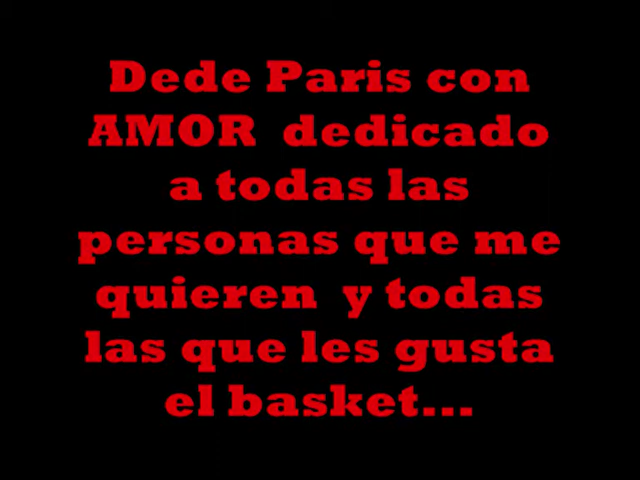 Dede Paris con
AMOR dedicado
a todas las
personas que me
quieren y todas
las que les gusta
el basket...